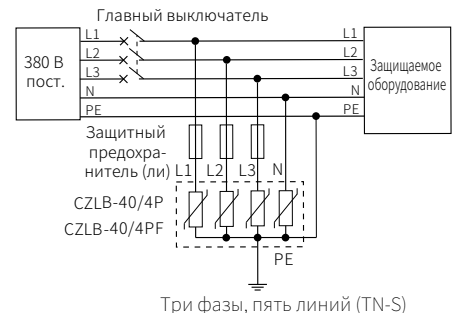 Главный выключатель
380 В
пост.
L1
L2
L3
N
PE
L1
L2
L3
N
PE
Защищаемое
оборудование
Защитный
предохра-
нитель (ли)
L1 L2 L3 N
CZLB-40/4P
CZLB-40/4PF
PE
Три фазы, пять линий (TN-S)